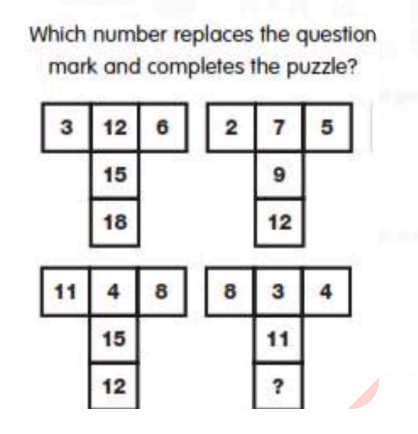 Which number replaces the question
mark and completes the puzzle?
3 12 6
15
18
2 7 5
9
12
11 4 8
15
12
8 3 4
11
?